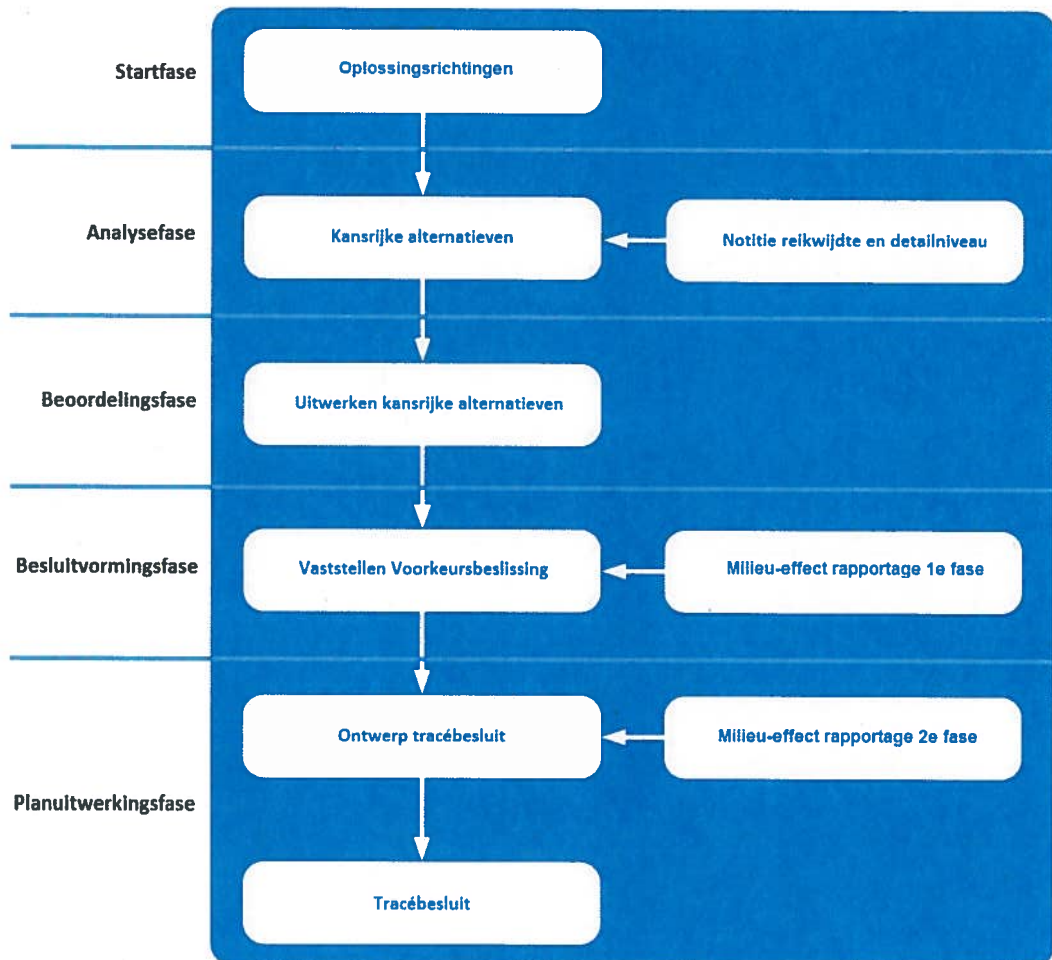 Startfase
Oplossingsrichtingen
Analysefase
Kansrijke alternatieven
Notitie reikwijdte en detailniveau
Beoordelingsfase
Uitwerken kansrijke alternatieven
Besluitvormingsfase
Vaststellen Voorkeursbeslissing
Milieu-effect rapportage 1e fase
Ontwerp tracébesluit
Milieu-effect rapportage 2e fase
Planuitwerkingsfase
Tracébesluit